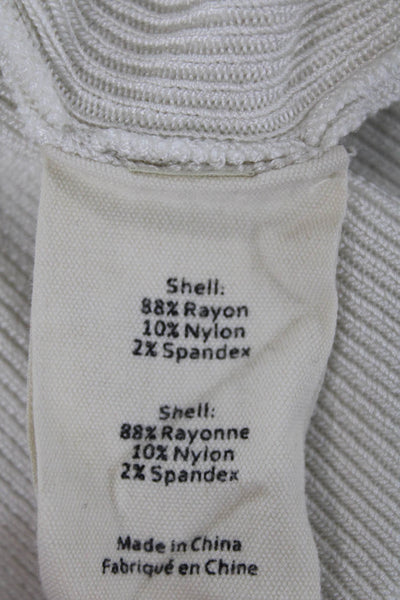 Shell:
88% Rayon
10% Nylon
2% Spandex
Shell:
88% Rayonne
10% Nylon
2% Spandex
Made in China
Fabriqué en Chine